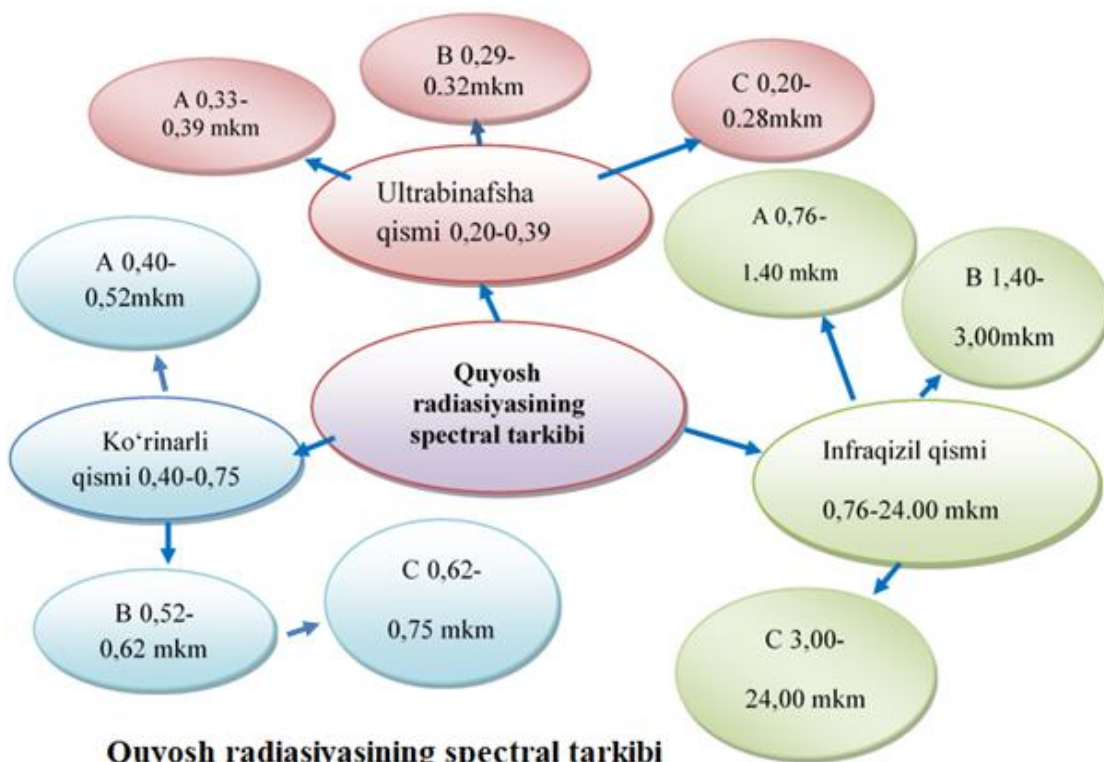 B 0,29-
0.32mkm
A 0,33-
0,39 mkm
C 0,20-
0.28mkm
Ultrabinafsha
qismi 0,20-0,39
A 0,76-
1,40 mkm
A 0,40-
0,52mkm
B 1,40-
3,00mkm
Quyosh
radiasiyasining
spectral tarkibi
Ko‘rinarli
qismi 0,40-0,75
Infraqizil qismi
0,76-24.00 mkm
B 0,52-
0,62 mkm
C 0,62-
0,75 mkm
C 3,00-
24,00 mkm
Quyosh radiasiyasining spectral tarkibi